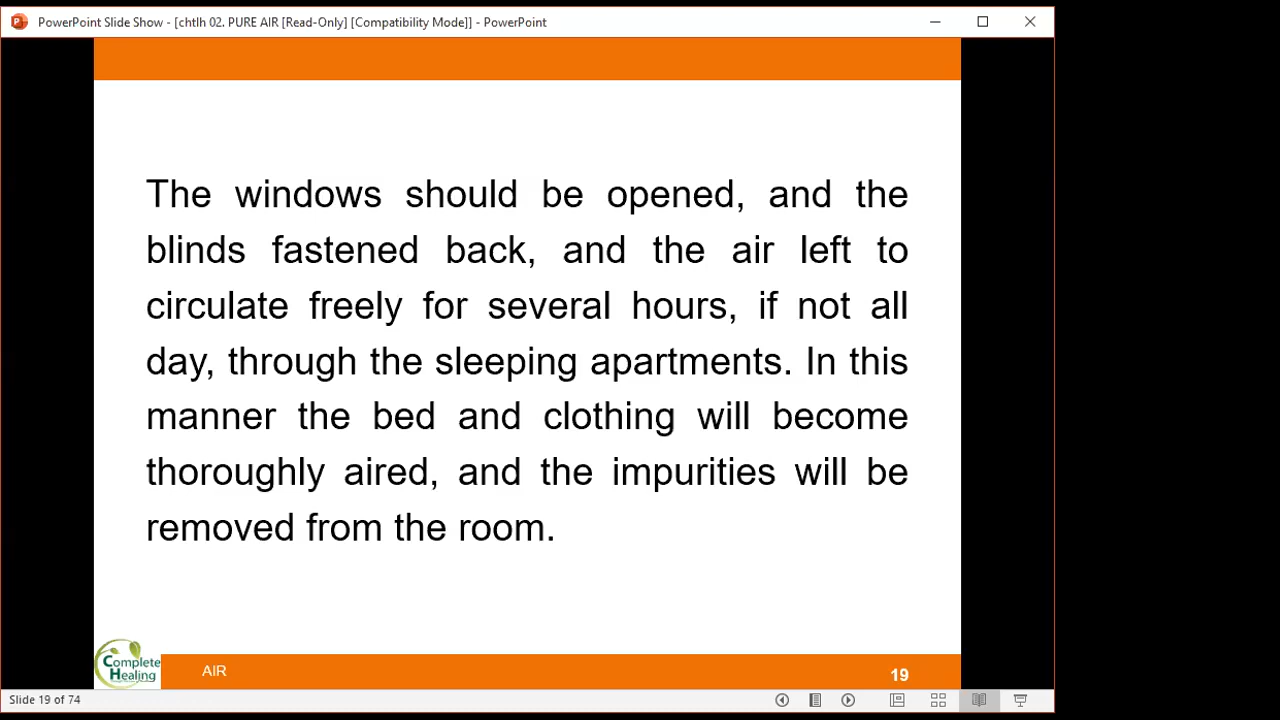 PowerPoint Slide Show - [chtlh 02. PURE AIR [Read-Only] [Compatibility Mode]] - PowerPoint
The windows should be opened, and the
blinds fastened back, and the air left to
circulate freely for several hours, if not all
day, through the sleeping apartments. In this
manner the bed and clothing will become
thoroughly aired, and the impurities will be
removed from the room.
Complete
Healing
AIR
19
Slide 19 of 74